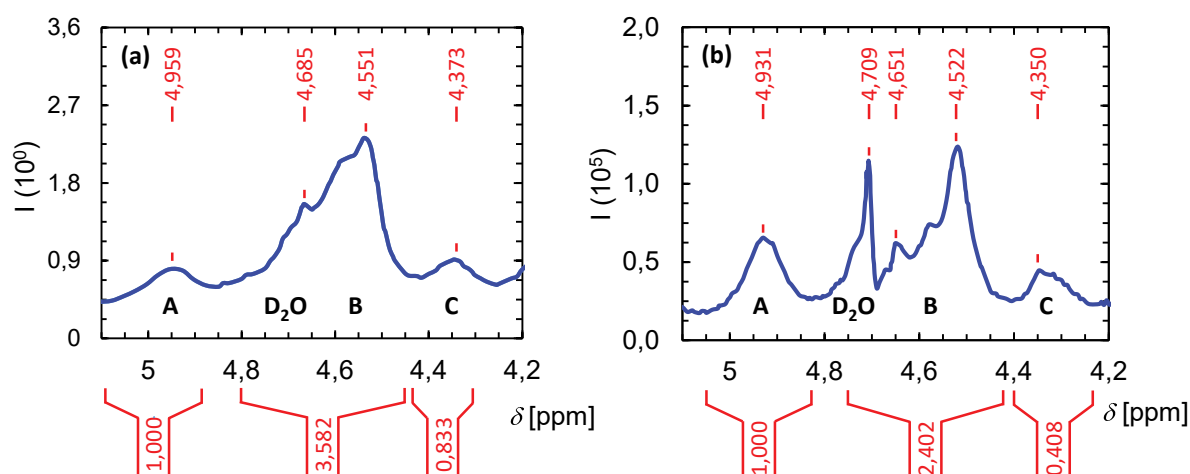 (a)
4,959
4,685
4,551
4,373
3,6
2,7
1,8
0,9
0
I (10⁰)
A
D₂O
B
C
5
4,8
4,6
4,4
4,2
δ [ppm]
1,000
3,582
0,833
(b)
4,931
4,709
4,651
4,522
4,350
2,0
1,5
1,0
0,5
0,0
I (10⁵)
A
D₂O
B
C
5
4,8
4,6
4,4
4,2
δ [ppm]
1,000
2,402
0,408